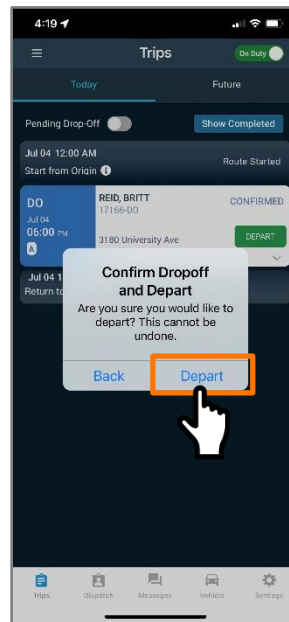 4:19
Trips
On Duty
Today
Future
Pending Drop-Off
Show Completed
Jul 04 12:00 AM
Start from Origin
Route Started
DO
REID, BRITT
CONFIRMED
17166-DO
Jul 04
06:00 PM
A
3180 University Ave
DEPART
Jul 04 1
Return to
Confirm Dropoff
and Depart
Are you sure you would like to
depart? This cannot be
undone.
Back
Depart
Trips
Dispatch
Messages
Vehicle
Settings